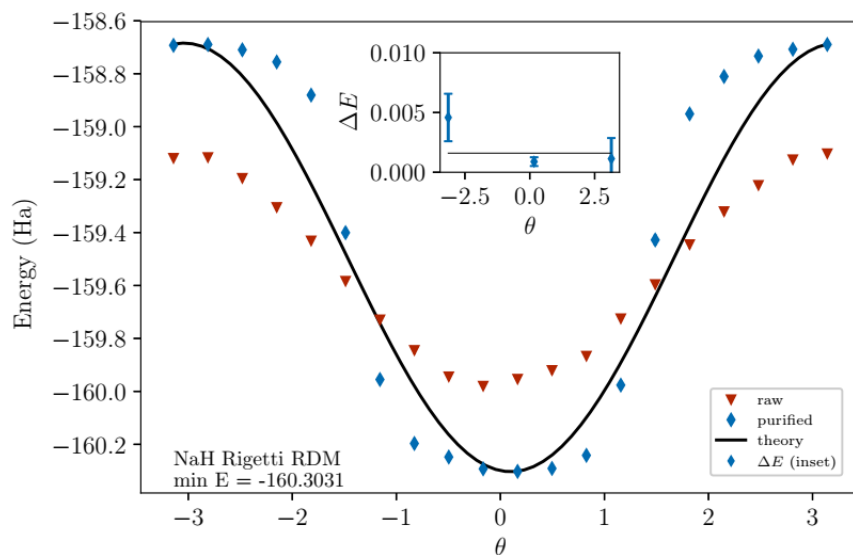 −158.6
−158.8
−159.0
−159.2
−159.4
−159.6
−159.8
−160.0
−160.2
Energy (Ha)
−3
−2
−1
0
1
2
3
θ
0.010
0.005
0.000
ΔE
−2.5
0.0
2.5
θ
NaH Rigetti RDM
min E = -160.3031
raw
purified
theory
ΔE (inset)